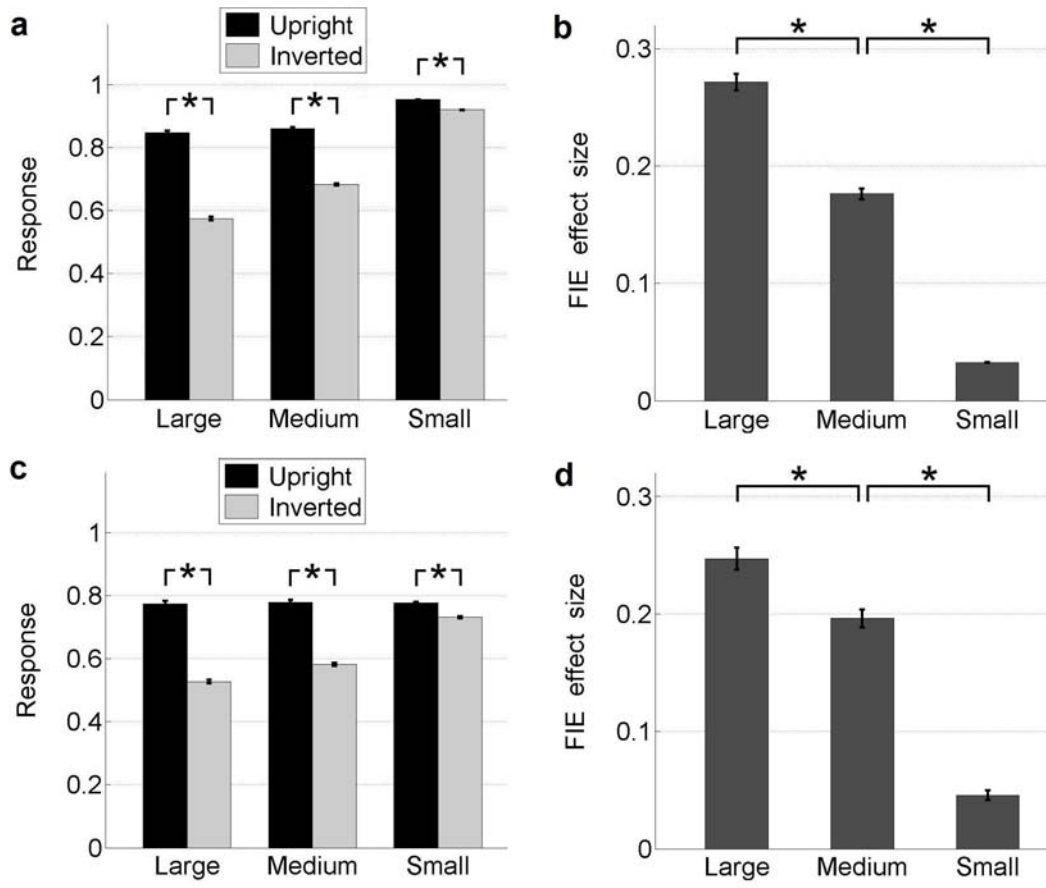 a
Upright
Inverted
* * *
Response
1
0.8
0.6
0.4
0.2
0
Large Medium Small
b
* *
FIE effect size
0.3
0.2
0.1
0
Large Medium Small
c
Upright
Inverted
* * *
Response
1
0.8
0.6
0.4
0.2
0
Large Medium Small
d
* *
FIE effect size
0.3
0.2
0.1
0
Large Medium Small